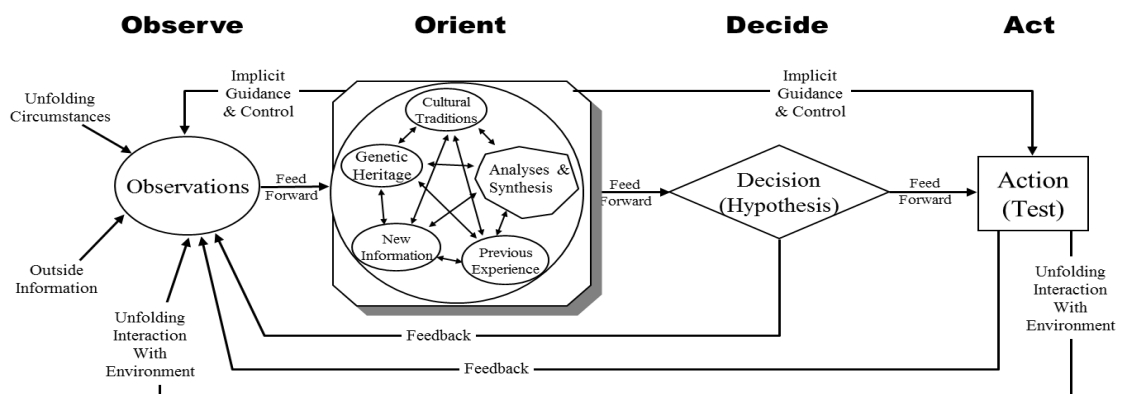 Observe
Orient
Decide
Act
Implicit
Guidance
& Control
Implicit
Guidance
& Control
Unfolding
Circumstances
Cultural
Traditions
Genetic
Heritage
Analyses &
Synthesis
Observations
Feed
Forward
Feed
Forward
Decision
(Hypothesis)
Feed
Forward
Action
(Test)
New
Information
Previous
Experience
Outside
Information
Unfolding
Interaction
With
Environment
Unfolding
Interaction
With
Environment
Feedback
Feedback